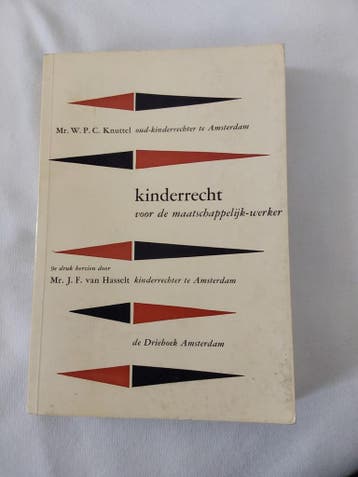 Mr. W. P. C. Knuttel oud-kinderrechter te Amsterdam
kinderrecht
voor de maatschappelijk-werker
9e druk herzien door
Mr. J. F. van Hasselt kinderrechter te Amsterdam
de Driehoek Amsterdam